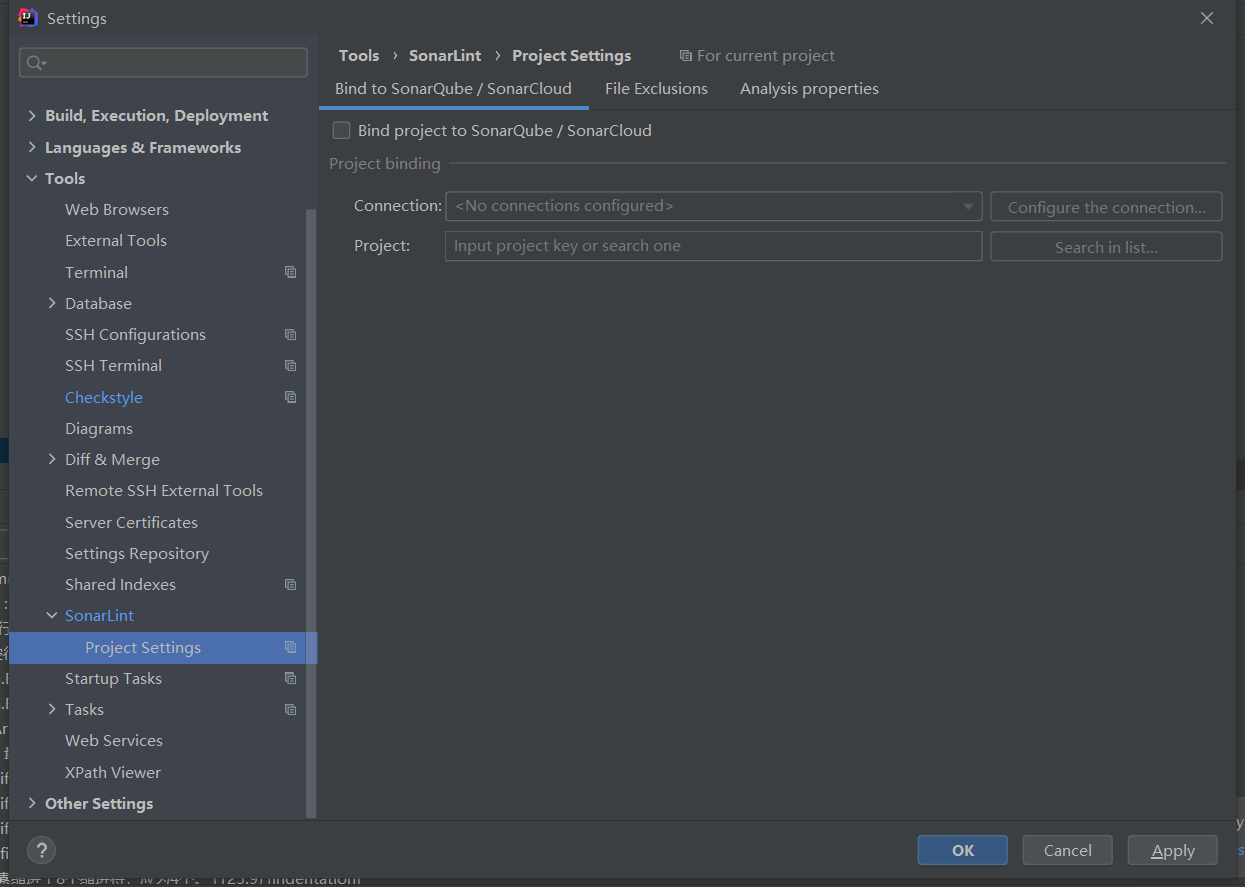 Settings
Tools › SonarLint › Project Settings For current project
Bind to SonarQube / SonarCloud File Exclusions Analysis properties
Bind project to SonarQube / SonarCloud
Project binding
Connection: <No connections configured> Configure the connection...
Project: Input project key or search one Search in list...
Build, Execution, Deployment
Languages & Frameworks
Tools
Web Browsers
External Tools
Terminal
Database
SSH Configurations
SSH Terminal
Checkstyle
Diagrams
Diff & Merge
Remote SSH External Tools
Server Certificates
Settings Repository
Shared Indexes
SonarLint
Project Settings
Startup Tasks
Tasks
Web Services
XPath Viewer
Other Settings
? OK Cancel Apply